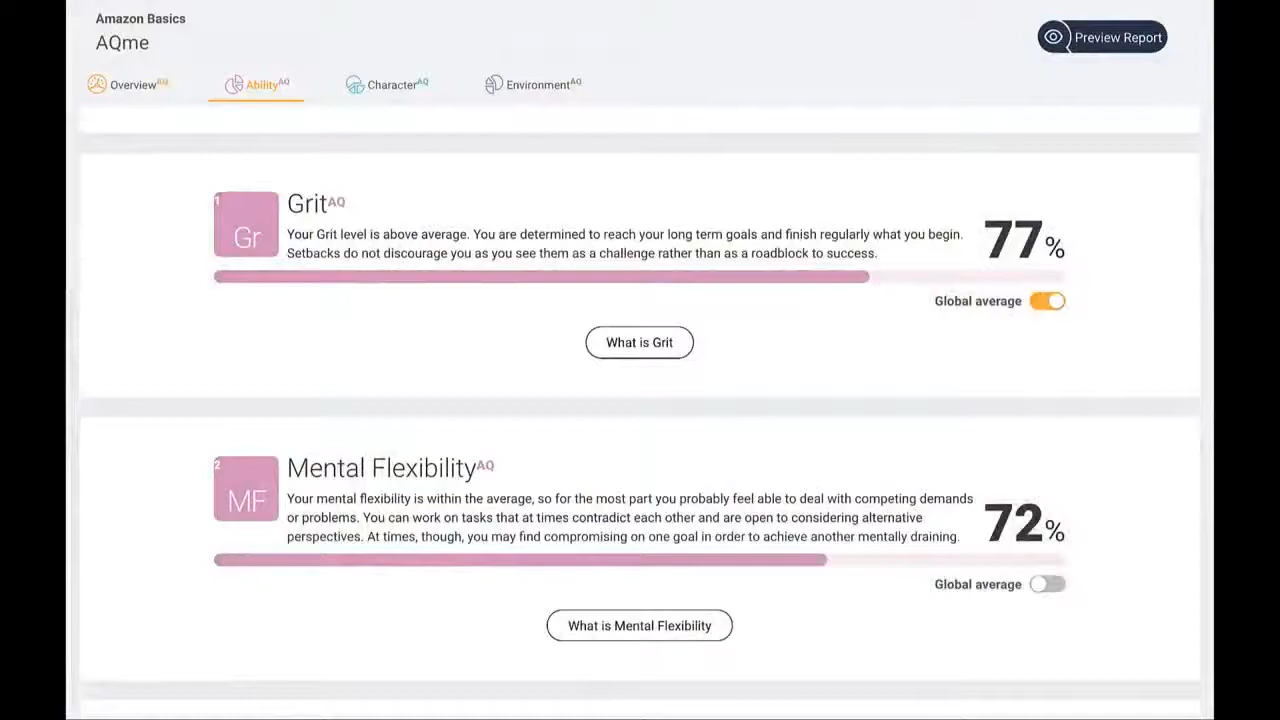 Amazon Basics
AQme
Preview Report
OverviewAQ
AbilityAQ
CharacterAQ
EnvironmentAQ
1
Gr
GritAQ
Your Grit level is above average. You are determined to reach your long term goals and finish regularly what you begin.
Setbacks do not discourage you as you see them as a challenge rather than as a roadblock to success.
77%
Global average
What is Grit
2
MF
Mental FlexibilityAQ
Your mental flexibility is within the average, so for the most part you probably feel able to deal with competing demands
or problems. You can work on tasks that at times contradict each other and are open to considering alternative
perspectives. At times, though, you may find compromising on one goal in order to achieve another mentally draining.
72%
Global average
What is Mental Flexibility